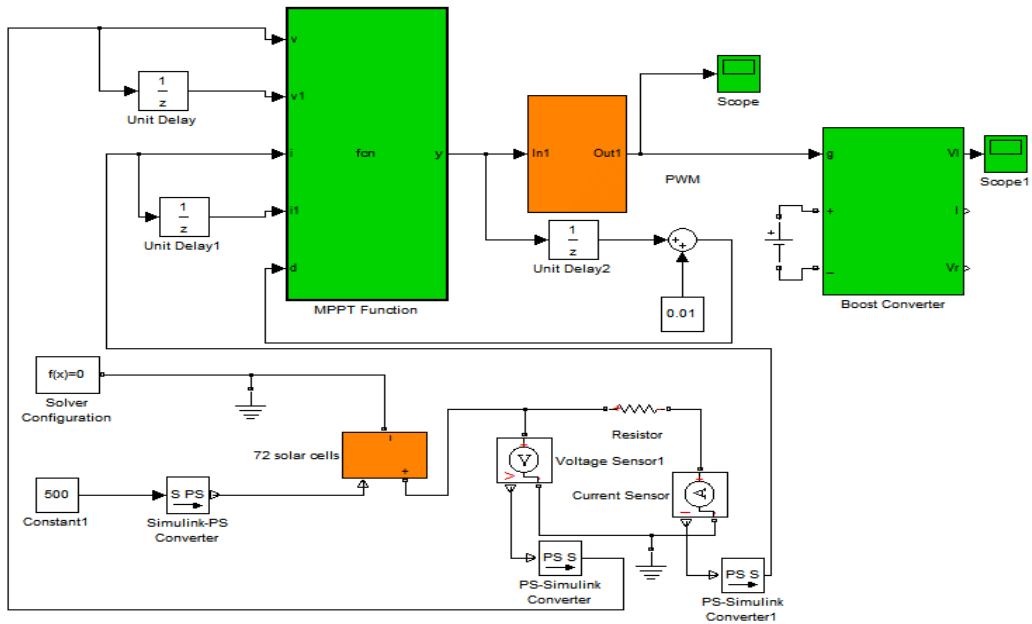 v
1
z
Unit Delay
v1
i
fcn
y
1
z
Unit Delay1
i1
d
MPPT Function
In1
Out1
PWM
Scope
1
z
Unit Delay2
+
+
0.01
g
Vl
+
I
_
Vr
+
Boost Converter
Scope1
f(x)=0
Solver
Configuration
72 solar cells
+
500
Constant1
S PS
Simulink-PS
Converter
V
Voltage Sensor1
Resistor
Current Sensor
A
PS S
PS-Simulink
Converter
PS S
PS-Simulink
Converter1